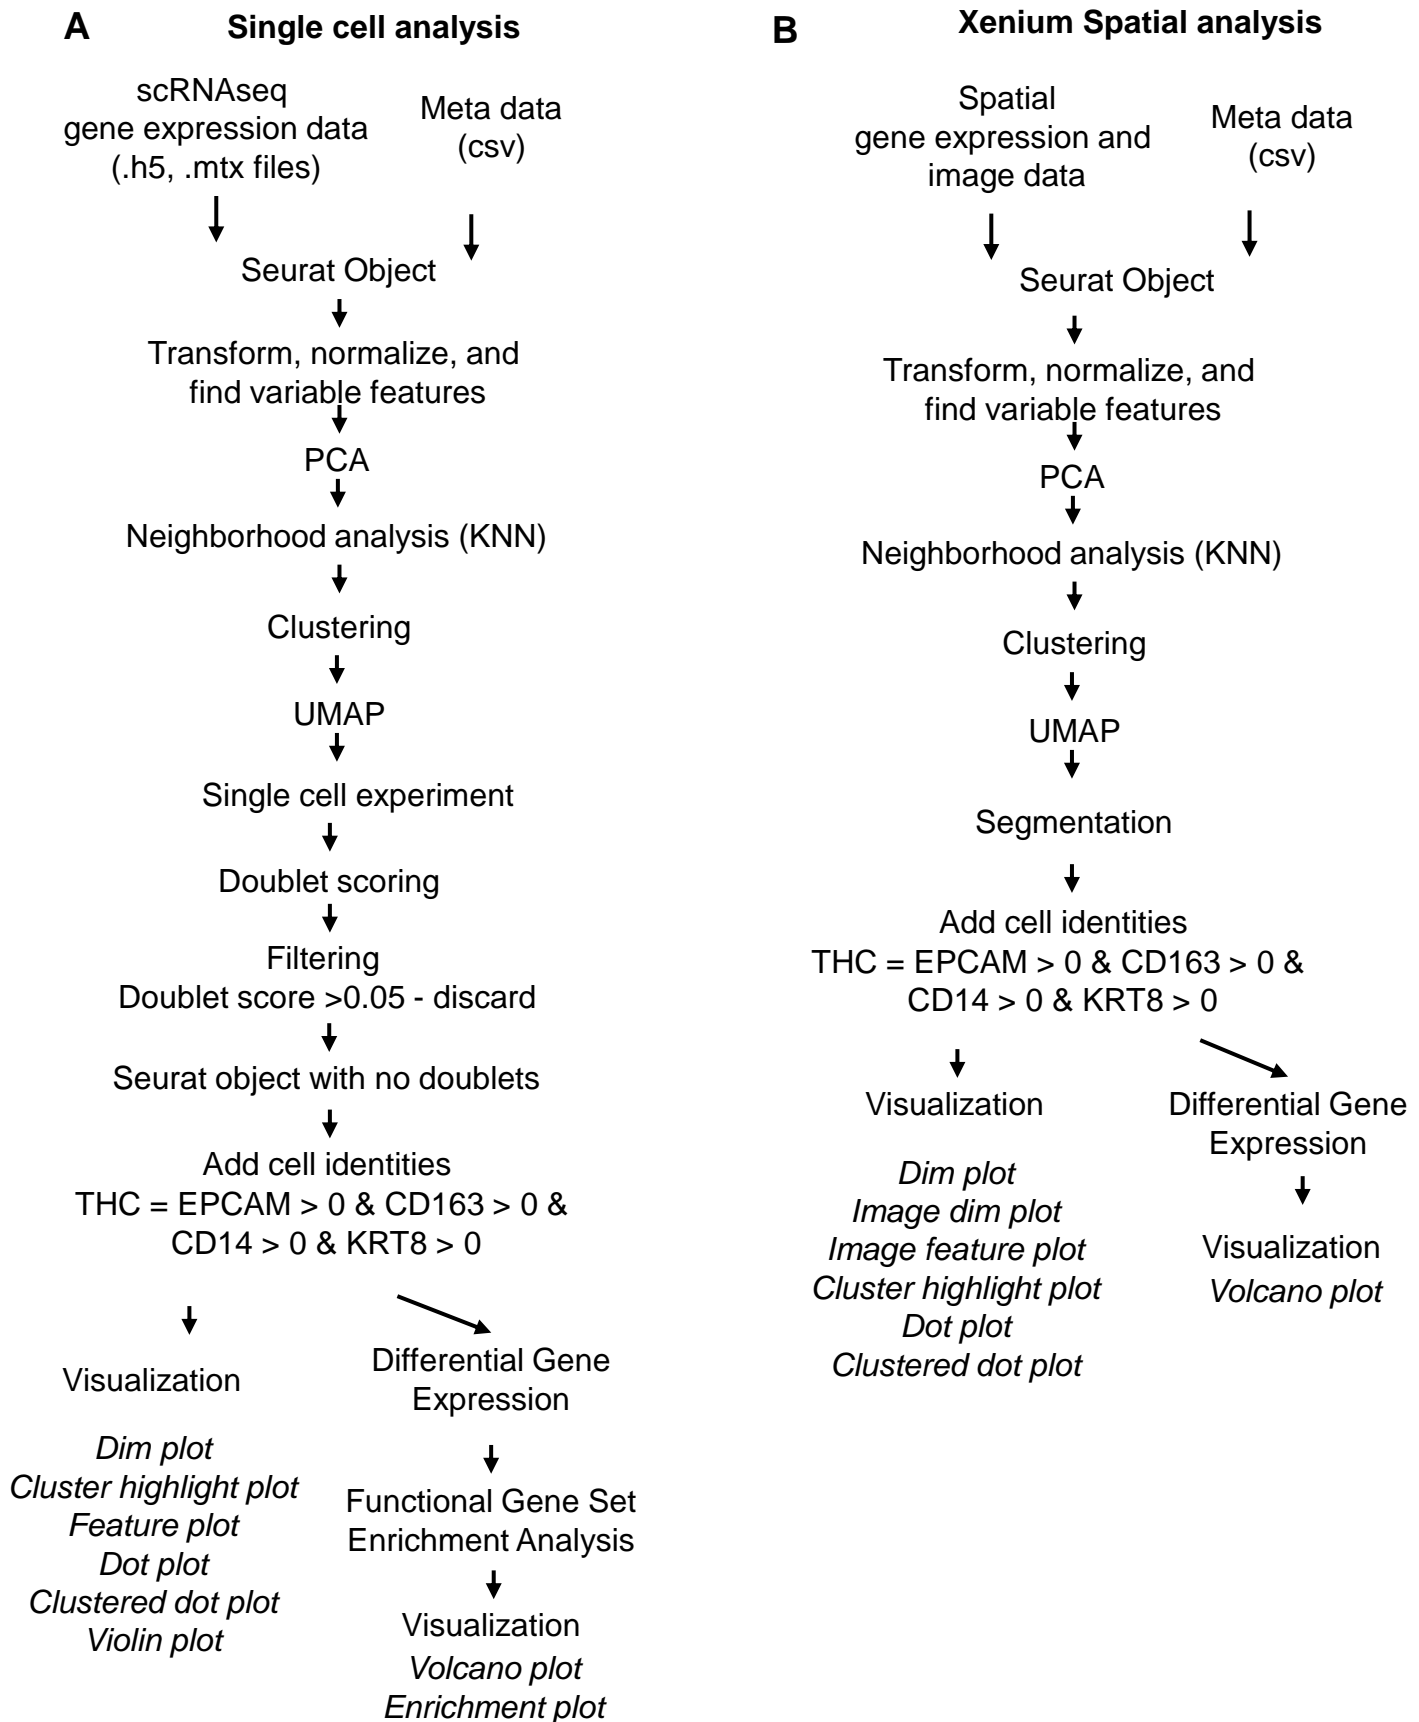 A
Single cell analysis
scRNAseq
gene expression data
(.h5, .mtx files)
Meta data
(csv)
Seurat Object
Transform, normalize, and
find variable features
PCA
Neighborhood analysis (KNN)
Clustering
UMAP
Single cell experiment
Doublet scoring
Filtering
Doublet score >0.05 - discard
Seurat object with no doublets
Add cell identities
THC = EPCAM > 0 & CD163 > 0 &
CD14 > 0 & KRT8 > 0
Visualization
Dim plot
Cluster highlight plot
Feature plot
Dot plot
Clustered dot plot
Violin plot
Differential Gene
Expression
Functional Gene Set
Enrichment Analysis
Visualization
Volcano plot
Enrichment plot
B
Xenium Spatial analysis
Spatial
gene expression and
image data
Meta data
(csv)
Seurat Object
Transform, normalize, and
find variable features
PCA
Neighborhood analysis (KNN)
Clustering
UMAP
Segmentation
Add cell identities
THC = EPCAM > 0 & CD163 > 0 &
CD14 > 0 & KRT8 > 0
Visualization
Dim plot
Image dim plot
Image feature plot
Cluster highlight plot
Dot plot
Clustered dot plot
Differential Gene
Expression
Visualization
Volcano plot